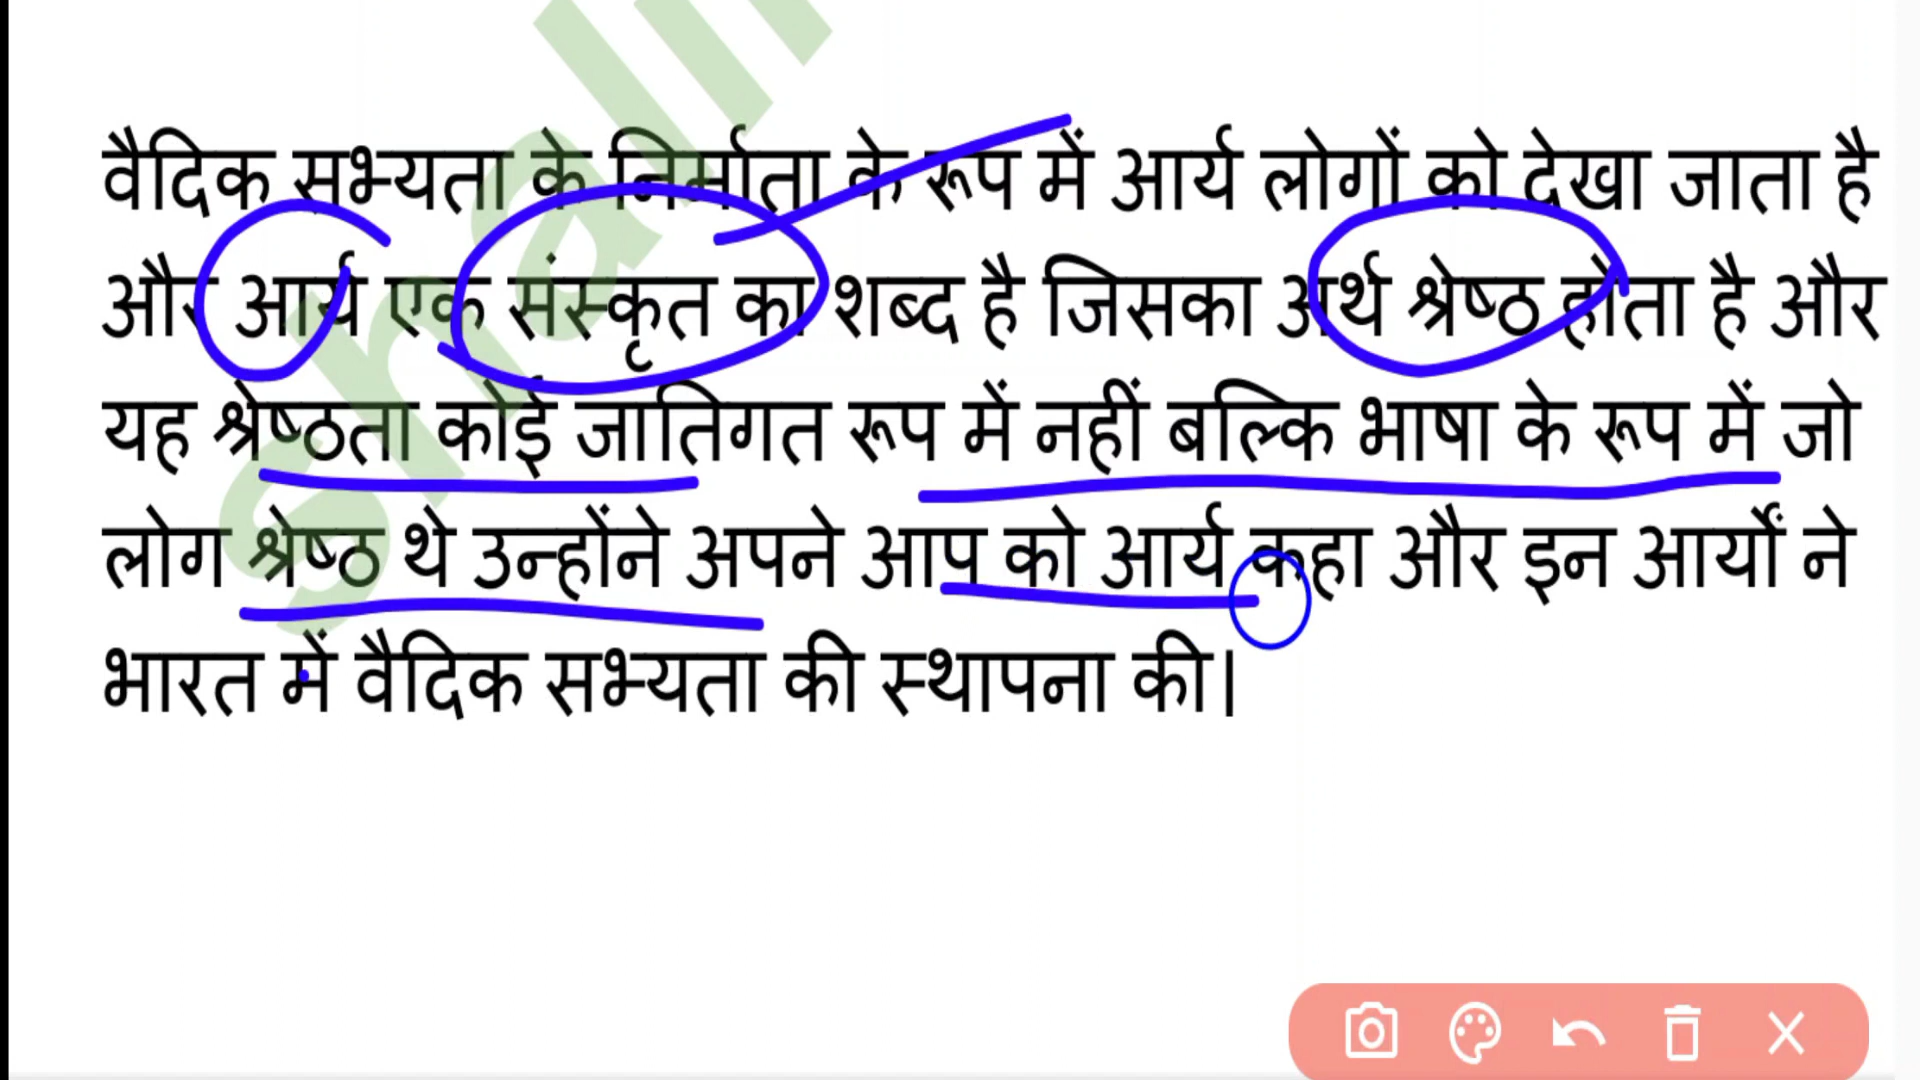 वैदिक सभ्यता के निर्माता के रूप में आर्य लोगों को देखा जाता है
और आर्य एक संस्कृत का शब्द है जिसका अर्थ श्रेष्ठ होता है और
यह श्रेष्ठता कोई जातिगत रूप में नहीं बल्कि भाषा के रूप में जो
लोग श्रेष्ठ थे उन्होंने अपने आप को आर्य कहा और इन आर्यों ने
भारत में वैदिक सभ्यता की स्थापना की।